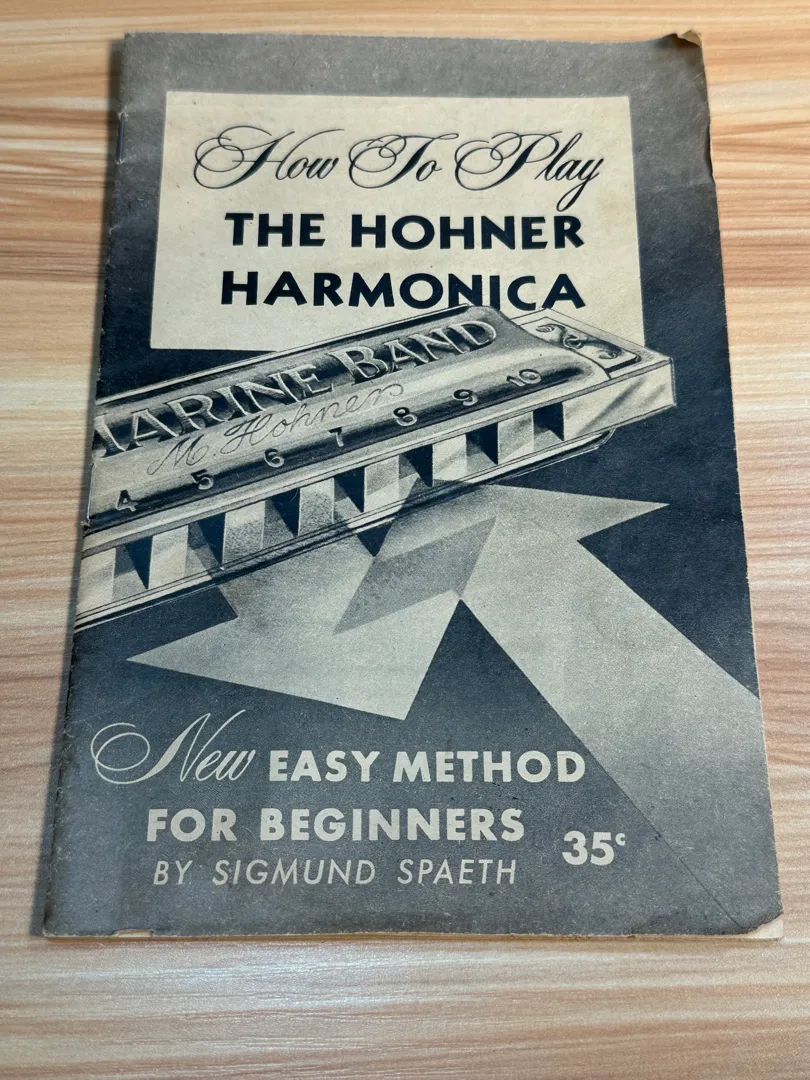 How To Play
THE HOHNER
HARMONICA
MARINE BAND
M. Hohner
4 5 6 7 8 9 10
New EASY METHOD
FOR BEGINNERS
BY SIGMUND SPAETH
35c